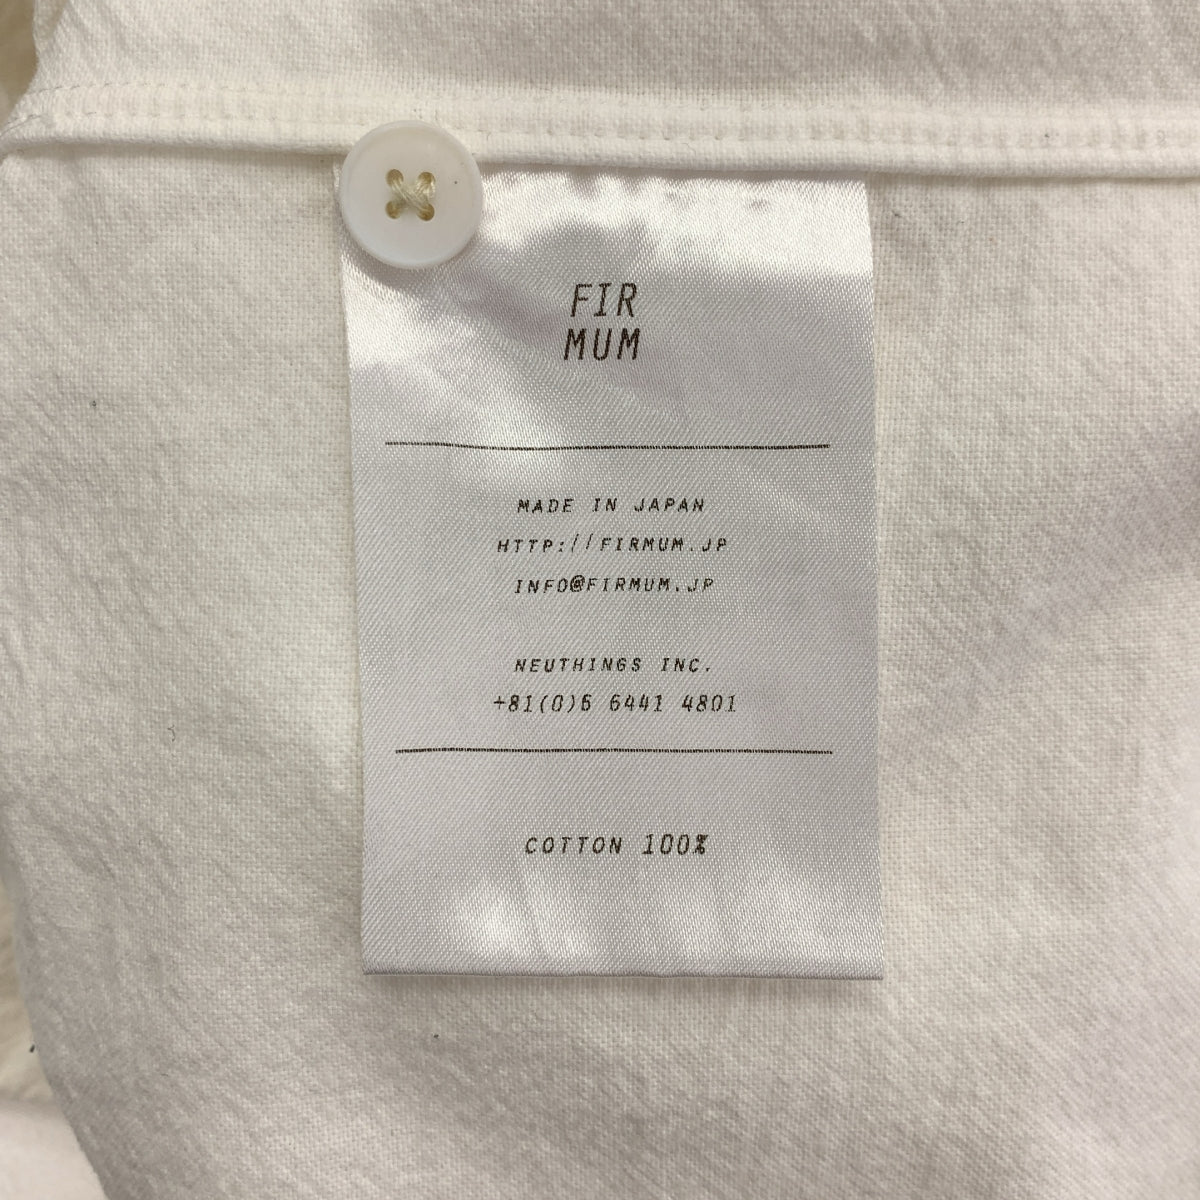 FIR
MUM
MADE IN JAPAN
HTTP://FIRMUM.JP
INFO@FIRMUM.JP
NEUTHINGS INC.
+81(0)6 6441 4801
COTTON 100%